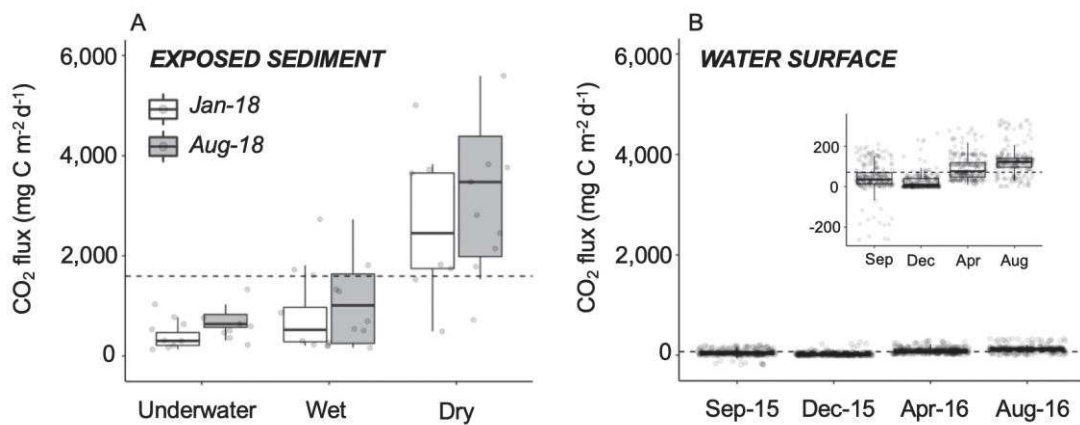 A
EXPOSED SEDIMENT
Jan-18
Aug-18
CO₂ flux (mg C m⁻² d⁻¹)
6,000
4,000
2,000
0
Underwater Wet Dry
B
WATER SURFACE
CO₂ flux (mg C m⁻² d⁻¹)
6,000
4,000
2,000
0
200
0
-200
Sep Dec Apr Aug
Sep-15 Dec-15 Apr-16 Aug-16